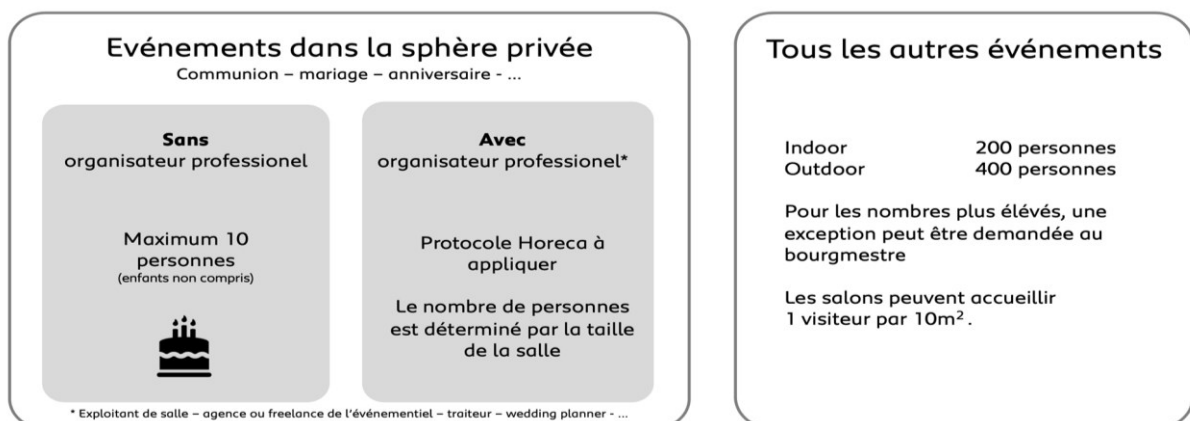 Evénements dans la sphère privée
Communion – mariage – anniversaire - ...
Sans
organisateur professionel
Maximum 10
personnes
(enfants non compris)
Avec
organisateur professionel*
Protocole Horeca à
appliquer
Le nombre de personnes
est déterminé par la taille
de la salle
* Exploitant de salle – agence ou freelance de l'événementiel – traiteur – wedding planner - ...
Tous les autres événements
Indoor 200 personnes
Outdoor 400 personnes
Pour les nombres plus élévés, une
exception peut être demandée au
bourgmestre
Les salons peuvent accueillir
1 visiteur par 10m².